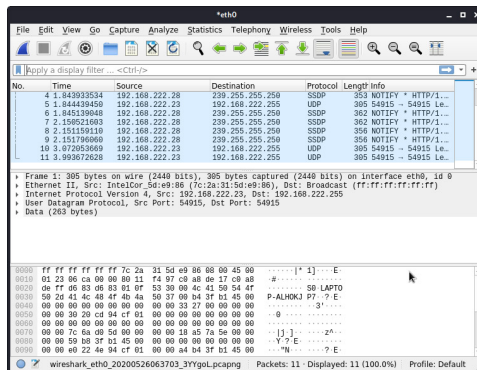 *eth0
File Edit View Go Capture Analyze Statistics Telephony Wireless Tools Help
Apply a display filter ... <Ctrl-/>
No. Time Source Destination Protocol Length Info
4 1.843933534 192.168.222.28 239.255.255.250 SSDP 353 NOTIFY * HTTP/1...
5 1.844439450 192.168.222.23 192.168.222.255 UDP 305 54915 → 54915 Le...
6 1.845139048 192.168.222.28 239.255.255.250 SSDP 362 NOTIFY * HTTP/1...
7 2.150521603 192.168.222.28 239.255.255.250 SSDP 362 NOTIFY * HTTP/1...
8 2.151159110 192.168.222.28 239.255.255.250 SSDP 356 NOTIFY * HTTP/1...
9 2.151796060 192.168.222.28 239.255.255.250 SSDP 356 NOTIFY * HTTP/1...
10 3.072053669 192.168.222.23 192.168.222.255 UDP 305 54915 → 54915 Le...
11 3.993672628 192.168.222.23 192.168.222.255 UDP 305 54915 → 54915 Le...
Frame 1: 305 bytes on wire (2440 bits), 305 bytes captured (2440 bits) on interface eth0, id 0
Ethernet II, Src: IntelCor_5d:e9:86 (7c:2a:31:5d:e9:86), Dst: Broadcast (ff:ff:ff:ff:ff:ff)
Internet Protocol Version 4, Src: 192.168.222.23, Dst: 192.168.222.255
User Datagram Protocol, Src Port: 54915, Dst Port: 54915
Data (263 bytes)
0000 ff ff ff ff ff ff 7c 2a 31 5d e9 86 08 00 45 00 ······|* 1]····E·
0010 01 23 06 ca 00 00 80 11 f4 97 c0 a8 de 17 c0 a8 ·#······ ········
0020 de ff d6 83 d6 83 01 0f 53 30 00 4c 41 50 54 4f ········ S0·LAPTO
0030 50 2d 41 4c 48 4f 4b 4a 50 37 00 b4 3f b1 45 00 P-ALHOKJ P7··?·E·
0040 00 00 00 00 00 00 00 00 00 00 33 27 00 00 00 00
0050 00 00 30 20 cd 94 cf 01 00 00 00 00 00 00 00 00
0060 00 00 00 00 00 00 00 00 00 00 00 00 00 00 00 00
0070 00 00 7c 6a d0 5d 00 00 00 00 18 a5 7a 5e 00 00
0080 00 00 59 b8 3f b1 45 00 00 00 00 00 00 00 00 00
0090 00 00 e0 22 4e 94 cf 01 00 00 a4 b4 3f b1 45 00
wireshark_eth0_20200526063703_3YYgoL.pcapng Packets: 11 · Displayed: 11 (100.0%) Profile: Default